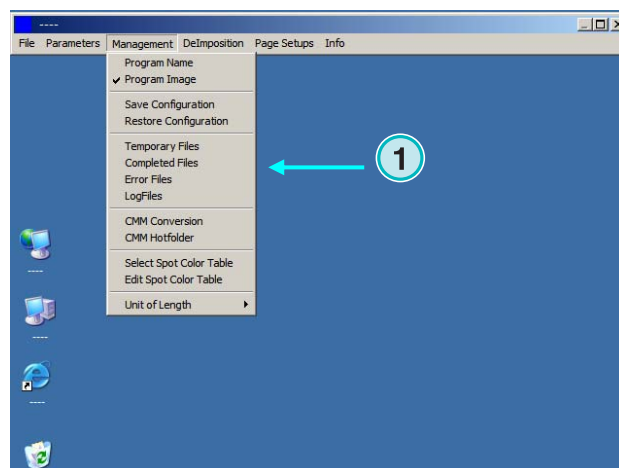 ----
File Parameters Management DeImposition Page Setups Info
Program Name
Program Image
Save Configuration
Restore Configuration
Temporary Files
Completed Files
Error Files
LogFiles
CMM Conversion
CMM Hotfolder
Select Spot Color Table
Edit Spot Color Table
Unit of Length
1
----
----
----